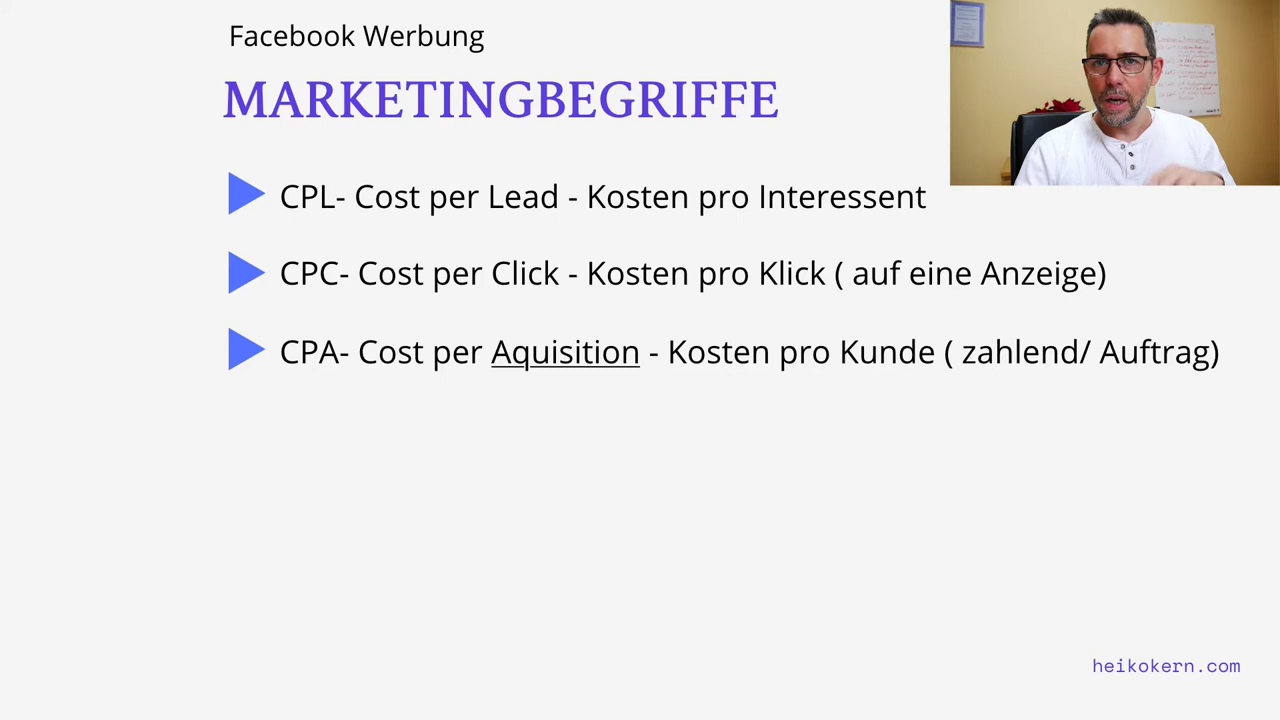 Facebook Werbung
MARKETINGBEGRIFFE
CPL- Cost per Lead - Kosten pro Interessent
CPC- Cost per Click - Kosten pro Klick ( auf eine Anzeige)
CPA- Cost per Aquisition - Kosten pro Kunde ( zahlend/ Auftrag)
heikokern.com